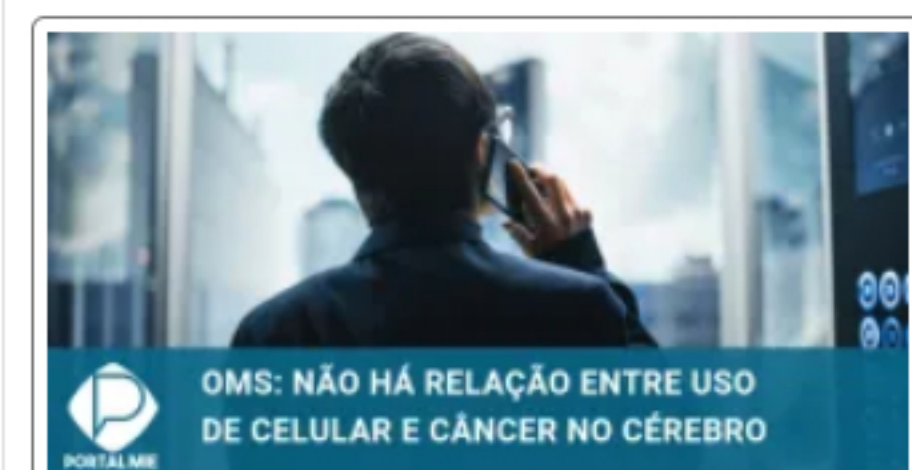 OMS: NÃO HÁ RELAÇÃO ENTRE USO
DE CELULAR E CÂNCER NO CÉREBRO
PORTAL MIE